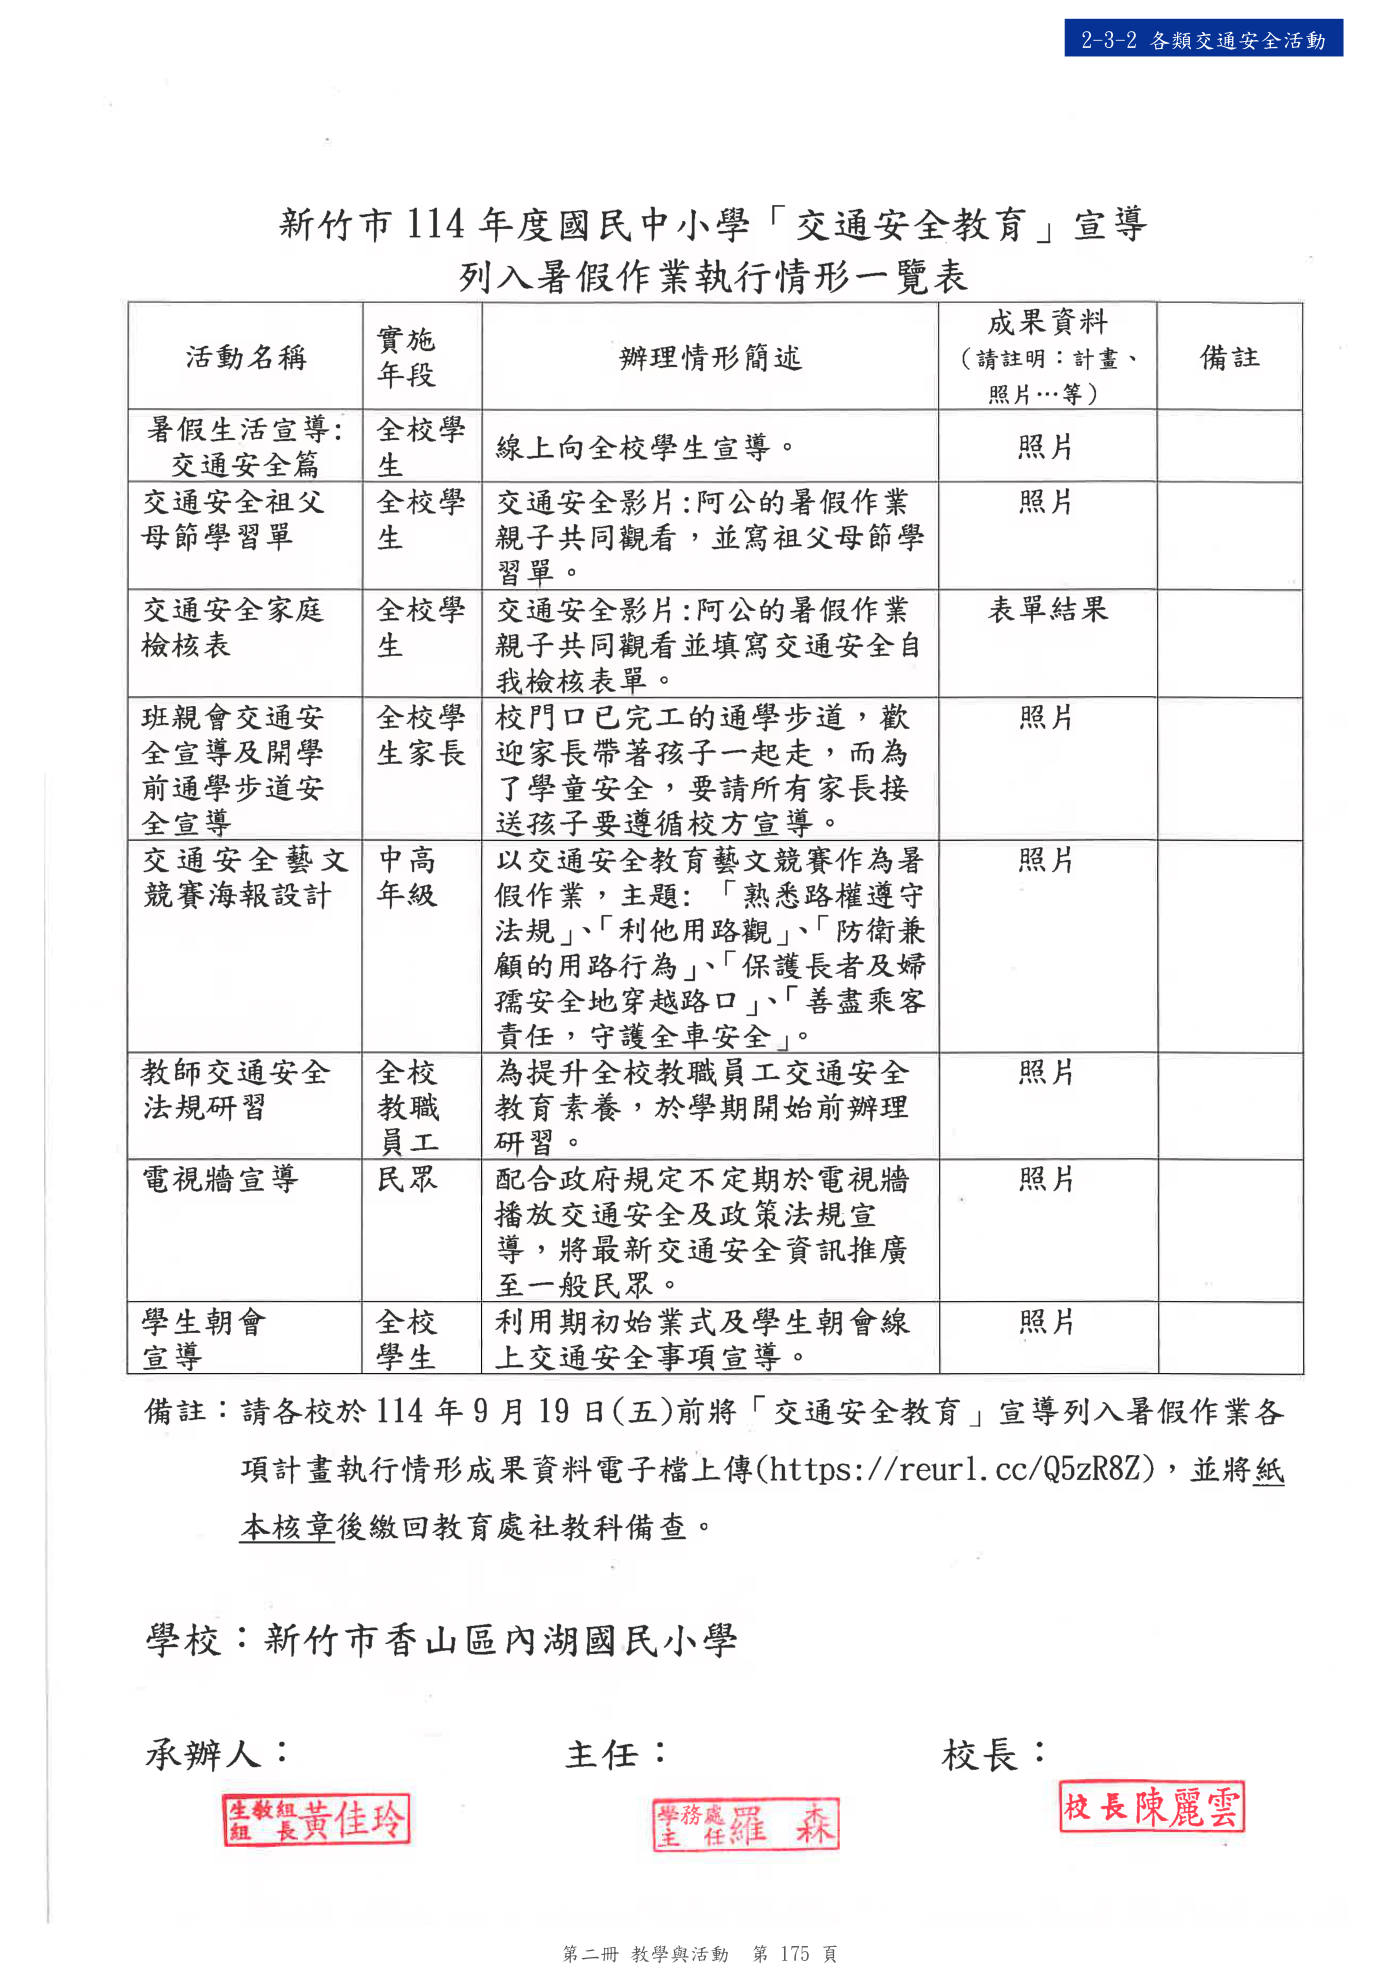 2-3-2 各類交通安全活動
新竹市 114 年度國民中小學「交通安全教育」宣導
列入暑假作業執行情形一覽表
活動名稱
實施
年段
辦理情形簡述
成果資料
（請註明：計畫、
照片…等）
備註
暑假生活宣導:
交通安全篇
全校學
生
線上向全校學生宣導。
照片
交通安全祖父
母節學習單
全校學
生
交通安全影片:阿公的暑假作業
親子共同觀看，並寫祖父母節學
習單。
照片
交通安全家庭
檢核表
全校學
生
交通安全影片:阿公的暑假作業
親子共同觀看並填寫交通安全自
我檢核表單。
表單結果
班親會交通安
全宣導及開學
前通學步道安
全宣導
全校學
生家長
校門口已完工的通學步道，歡
迎家長帶著孩子一起走，而為
了學童安全，要請所有家長接
送孩子要遵循校方宣導。
照片
交通安全藝文
競賽海報設計
中高
年級
以交通安全教育藝文競賽作為暑
假作業，主題: 「熟悉路權遵守
法規」、「利他用路觀」、「防衛兼
顧的用路行為」、「保護長者及婦
孺安全地穿越路口」、「善盡乘客
責任，守護全車安全」。
照片
教師交通安全
法規研習
全校
教職
員工
為提升全校教職員工交通安全
教育素養，於學期開始前辦理
研習。
照片
電視牆宣導
民眾
配合政府規定不定期於電視牆
播放交通安全及政策法規宣
導，將最新交通安全資訊推廣
至一般民眾。
照片
學生朝會
宣導
全校
學生
利用期初始業式及學生朝會線
上交通安全事項宣導。
照片
備註：請各校於 114 年 9 月 19 日(五)前將「交通安全教育」宣導列入暑假作業各
項計畫執行情形成果資料電子檔上傳(https://reurl.cc/Q5zR8Z)，並將紙
本核章後繳回教育處社教科備查。
學校：新竹市香山區內湖國民小學
承辦人：
主任：
校長：
生教組
組長黃佳玲
學務處
主任羅森
校長陳麗雲
第二冊 教學與活動 第 175 頁